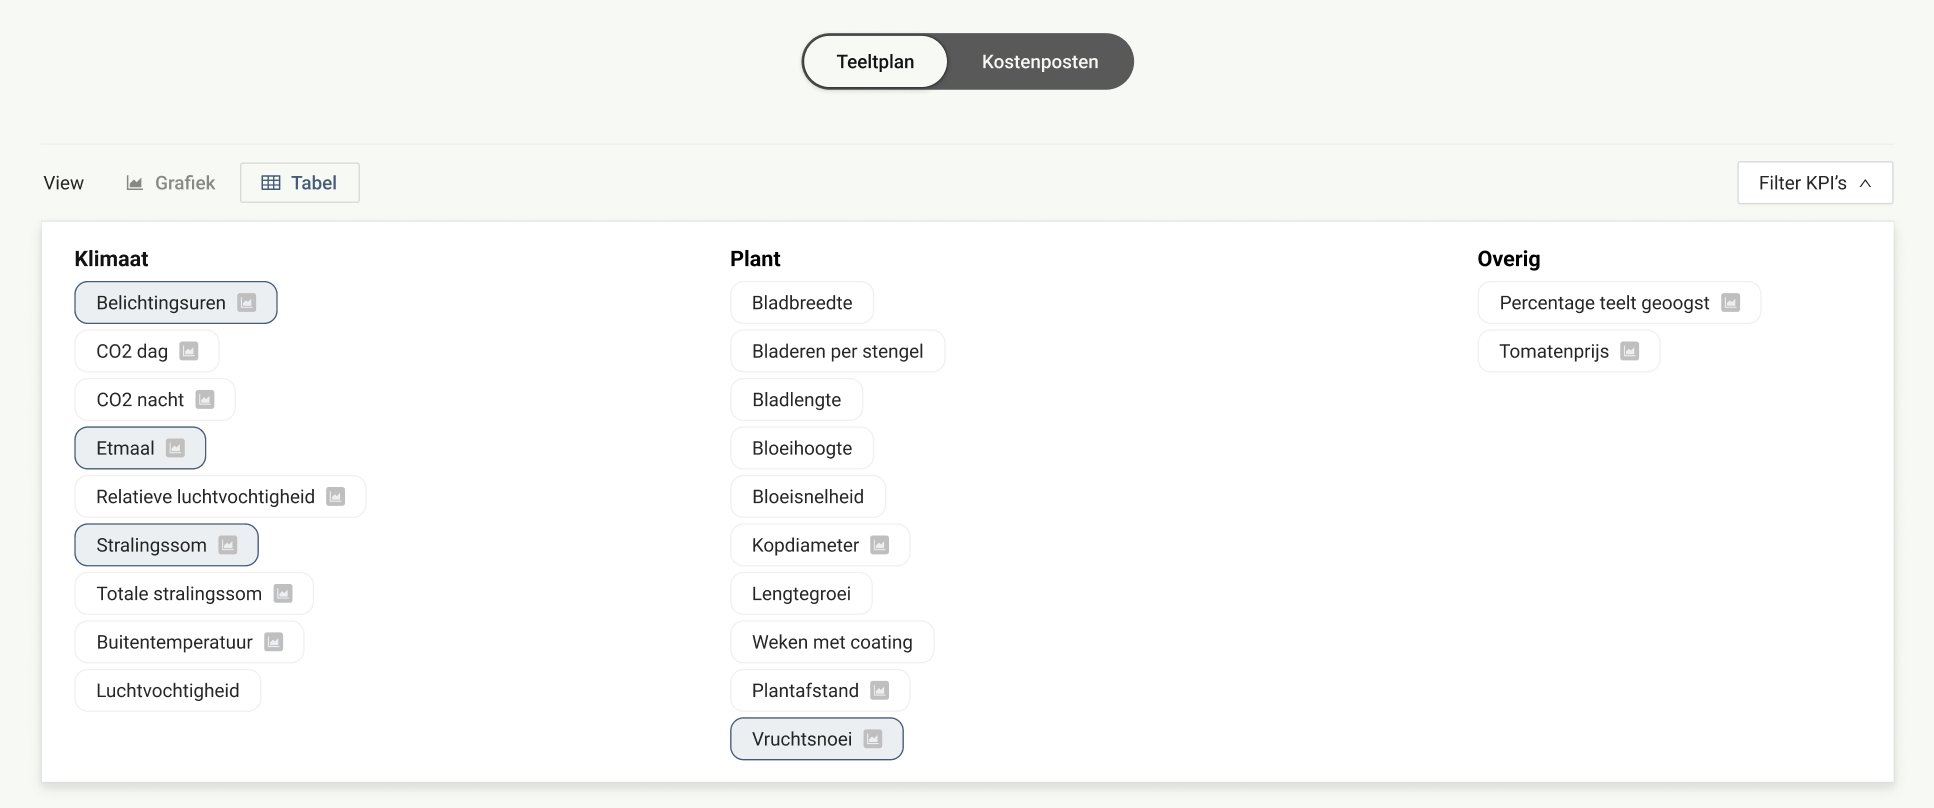 Teeltplan
Kostenposten
View
Grafiek
Tabel
Filter KPI’s
Klimaat
Belichtingsuren
CO2 dag
CO2 nacht
Etmaal
Relatieve luchtvochtigheid
Stralingssom
Totale stralingssom
Buitentemperatuur
Luchtvochtigheid
Plant
Bladbreedte
Bladeren per stengel
Bladlengte
Bloeihoogte
Bloeisnelheid
Kopdiameter
Lengtegroei
Weken met coating
Plantafstand
Vruchtsnoei
Overig
Percentage teelt geoogst
Tomatenprijs